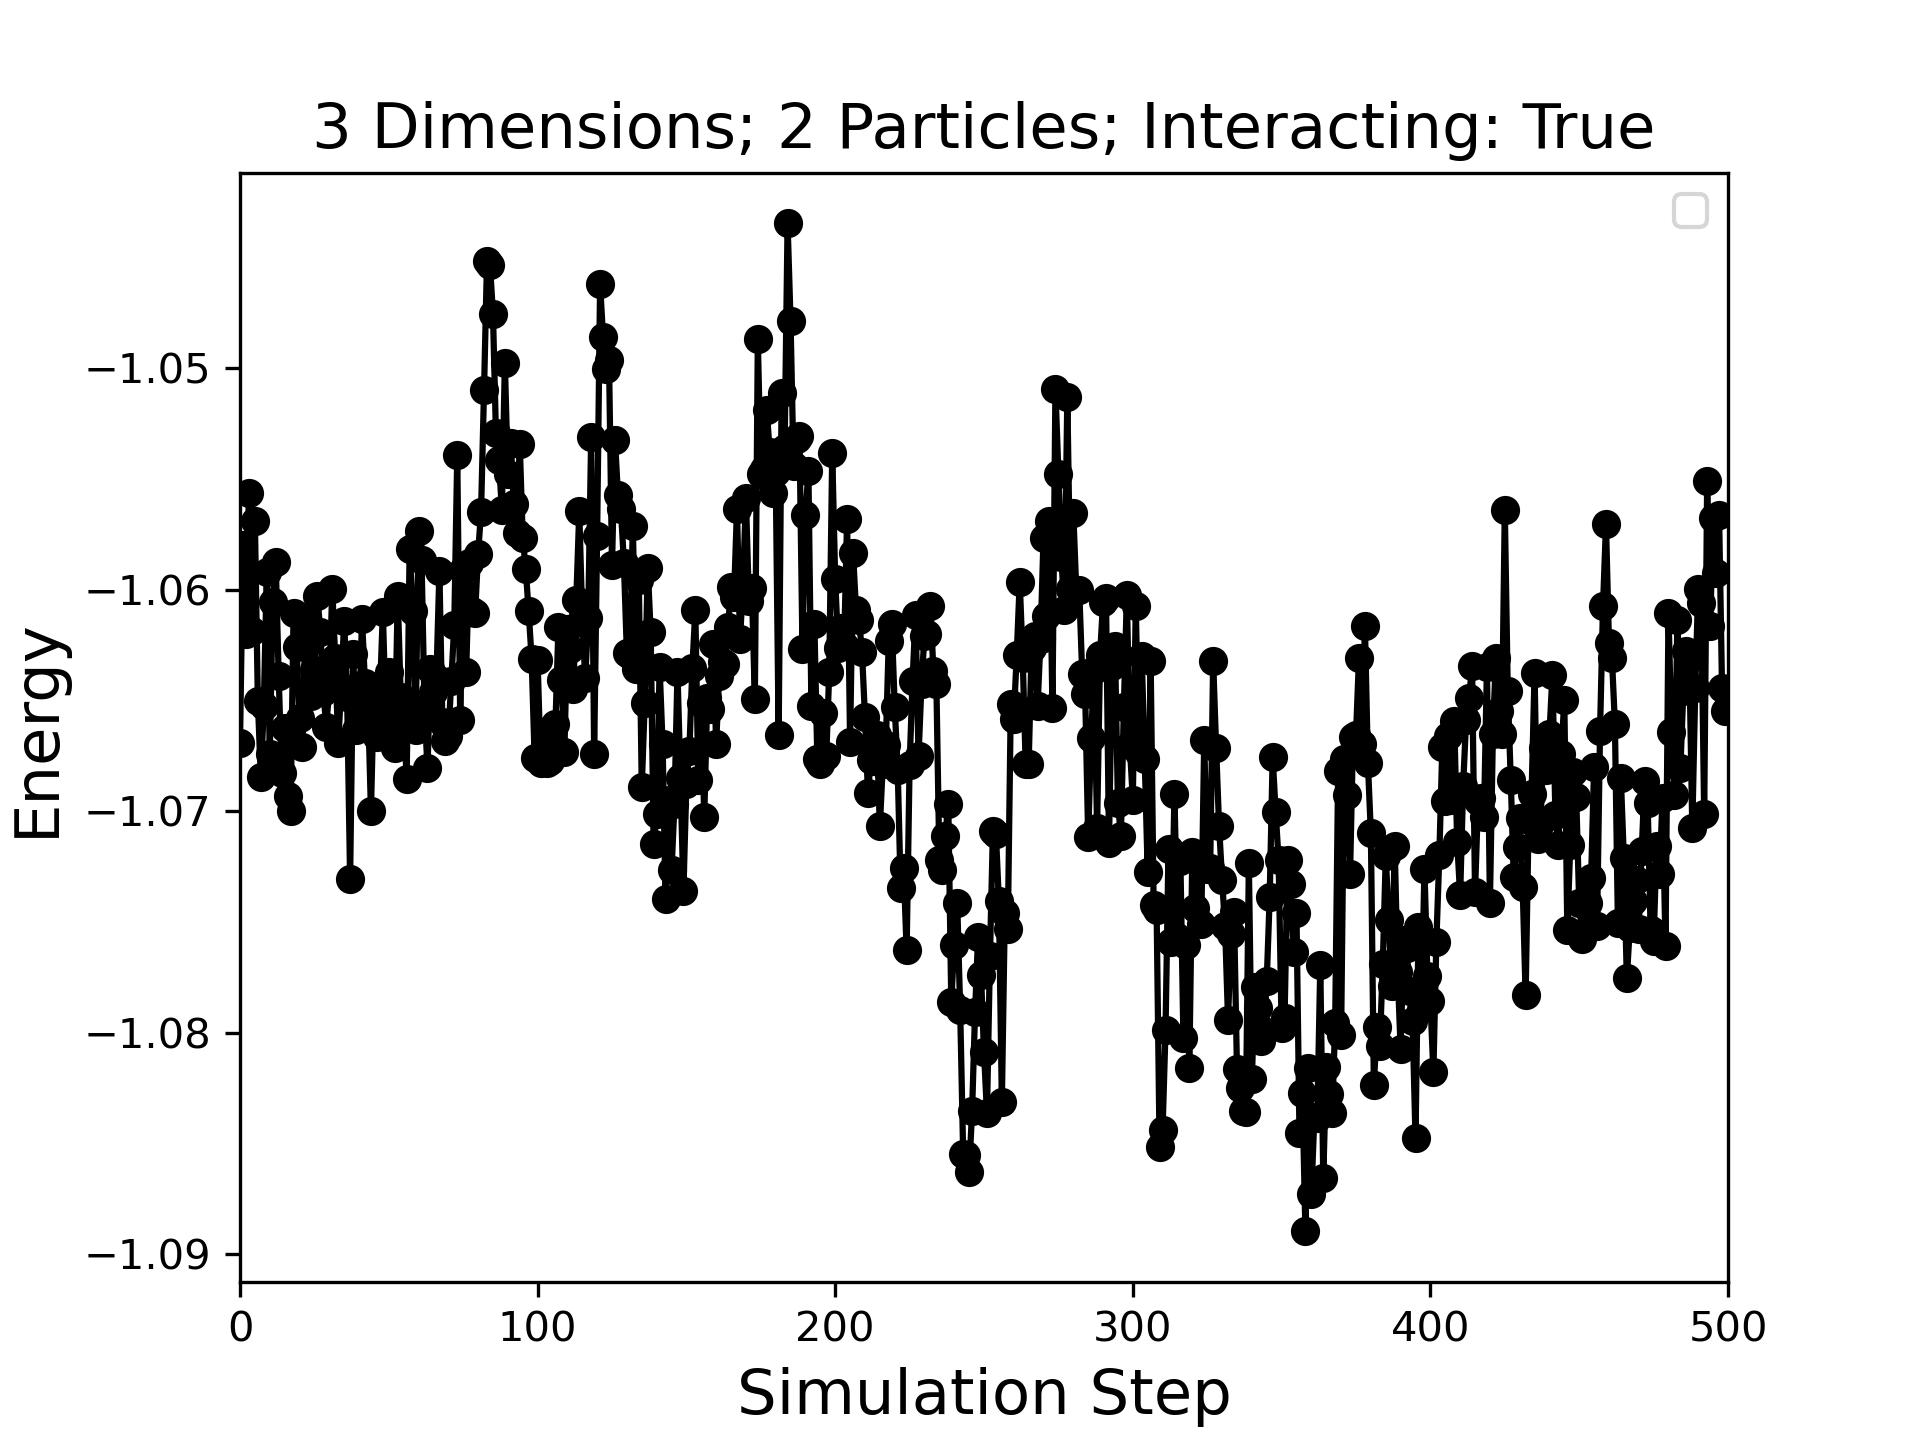 3 Dimensions; 2 Particles; Interacting: True
Energy
−1.05
−1.06
−1.07
−1.08
−1.09
0 100 200 300 400 500
Simulation Step